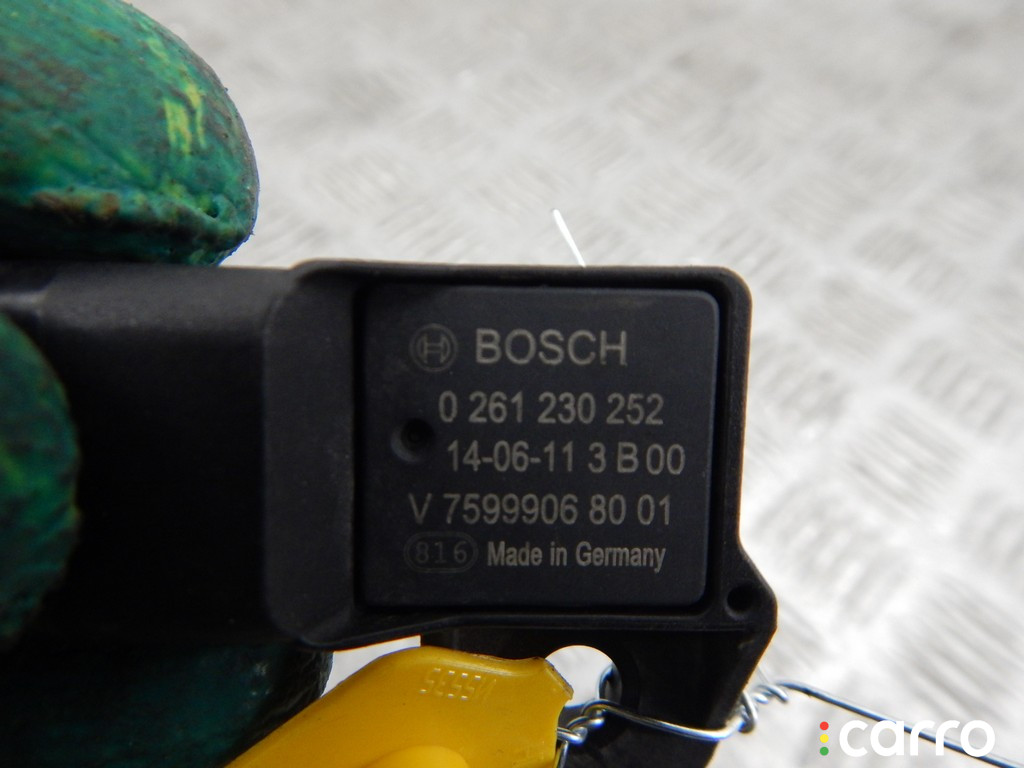 BOSCH
0 261 230 252
14-06-11 3 B 00
V 7599906 80 01
816 Made in Germany
carro